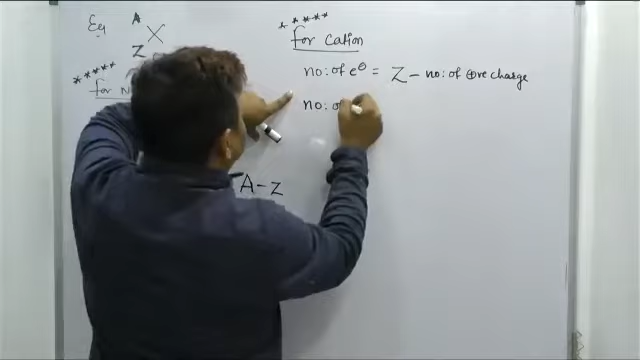 Eg A
X
Z
*****
for N
A - Z
*****
for Cation
no: of e⊖ = Z - no: of ⊕ve charge
no: of